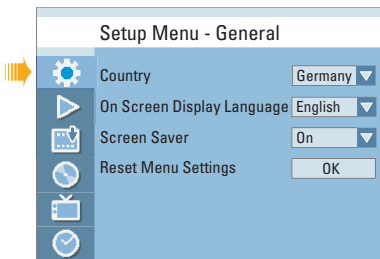 Setup Menu - General
Country Germany
On Screen Display Language English
Screen Saver On
Reset Menu Settings OK